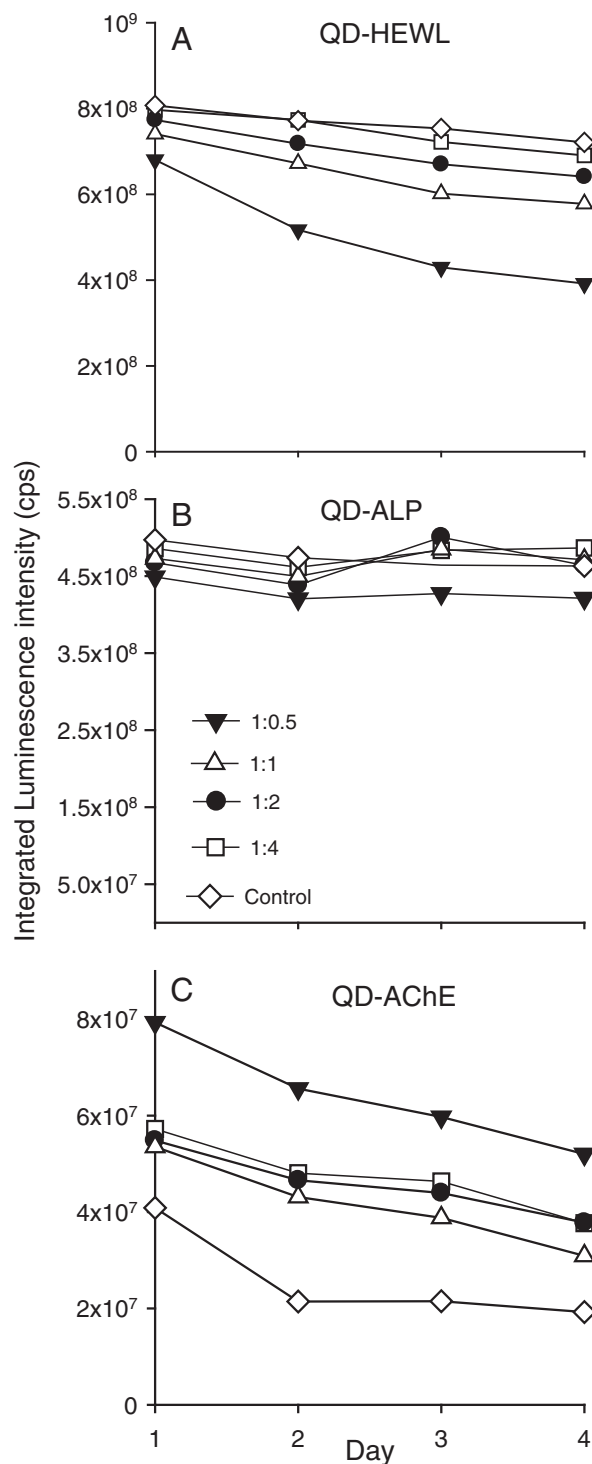 Integrated Luminescence intensity (cps)
A
QD-HEWL
10⁹
8x10⁸
6x10⁸
4x10⁸
2x10⁸
0
B
QD-ALP
5.5x10⁸
4.5x10⁸
3.5x10⁸
2.5x10⁸
1.5x10⁸
5.0x10⁷
1:0.5
1:1
1:2
1:4
Control
C
QD-AChE
8x10⁷
6x10⁷
4x10⁷
2x10⁷
0
1 2 3 4
Day